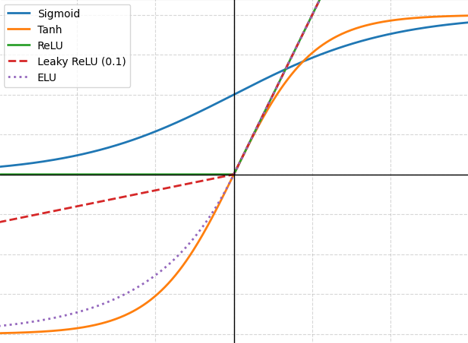 Sigmoid
Tanh
ReLU
Leaky ReLU (0.1)
ELU